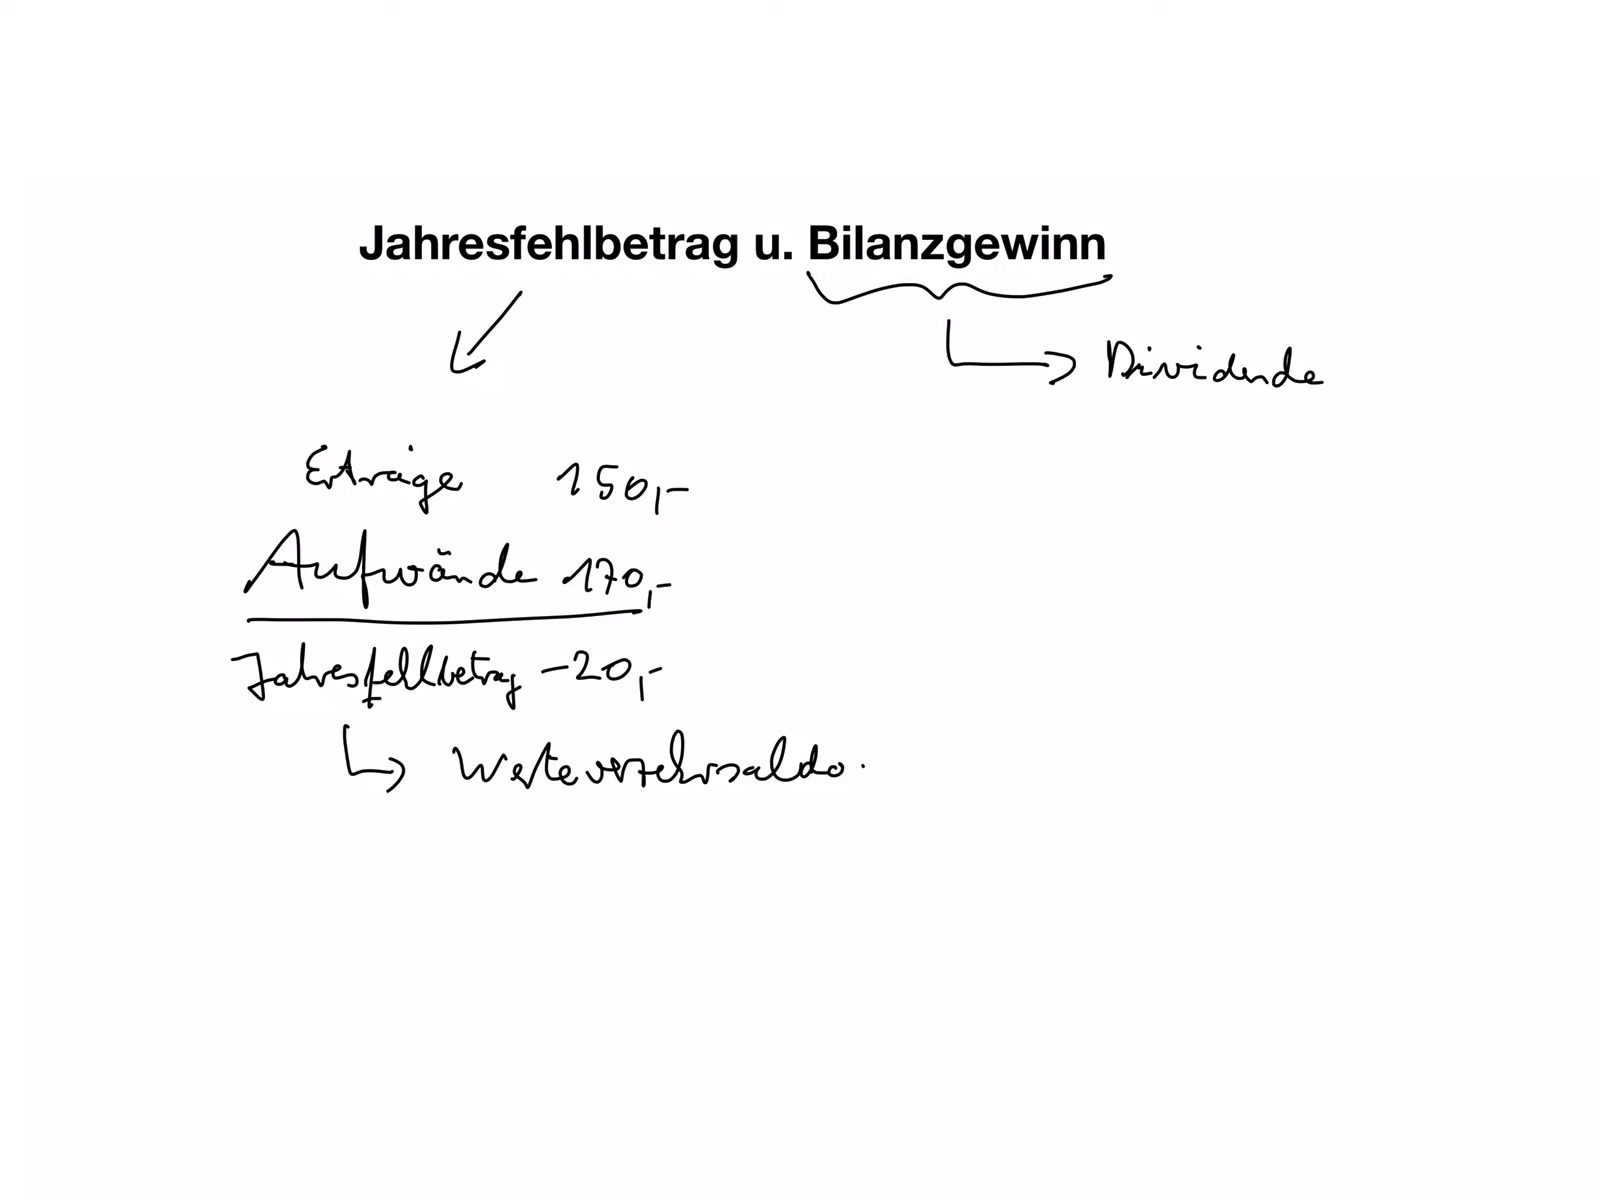 Jahresfehlbetrag u. Bilanzgewinn
Dividende
Erträge 150,-
Aufwände 170,-
Jahresfehlbetrag -20,-
Werteverzehrsaldo.